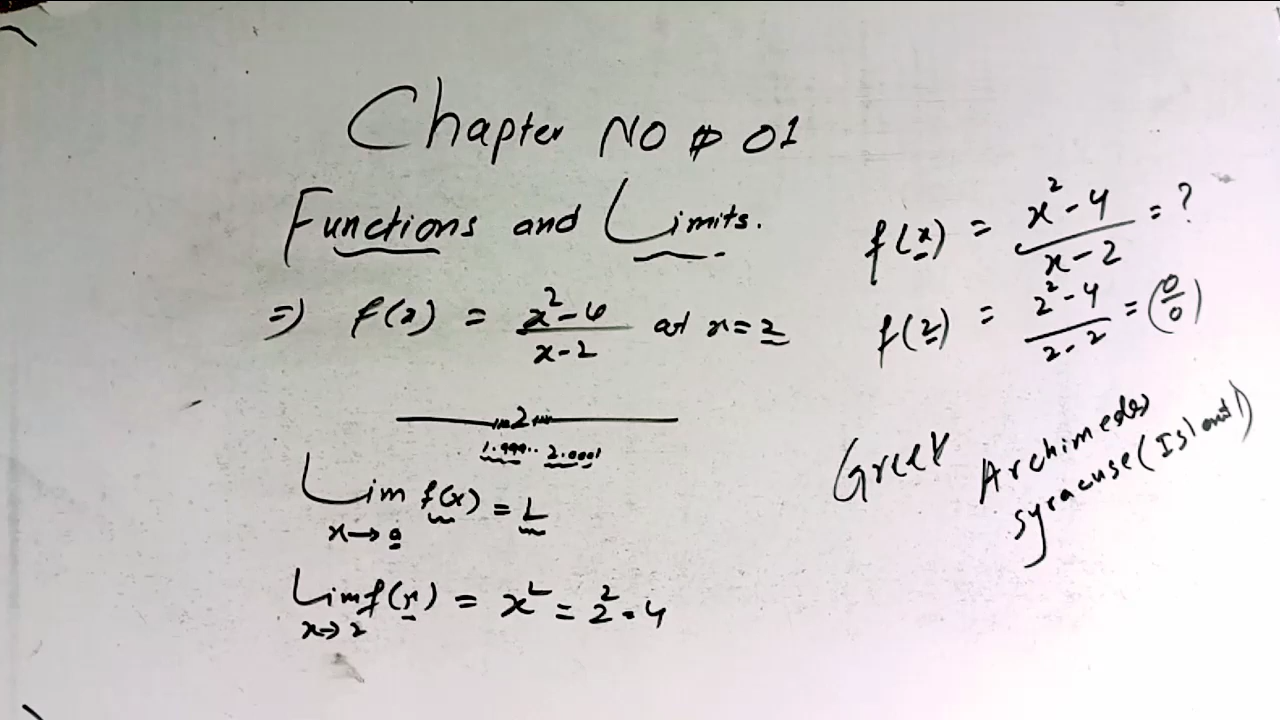 Chapter NO # 01
Functions and Limits.
⇒ f(x) = x²-4 / x-2 at x=2
2
1.999.. 2.0001
Lim f(x) = L
x→a
Lim f(x) = x² = 2² = 4
x→2
f(x) = x²-4 / x-2 = ?
f(2) = 2²-4 / 2-2 = (0/0)
Greek Archimedes
Syracuse (Island)